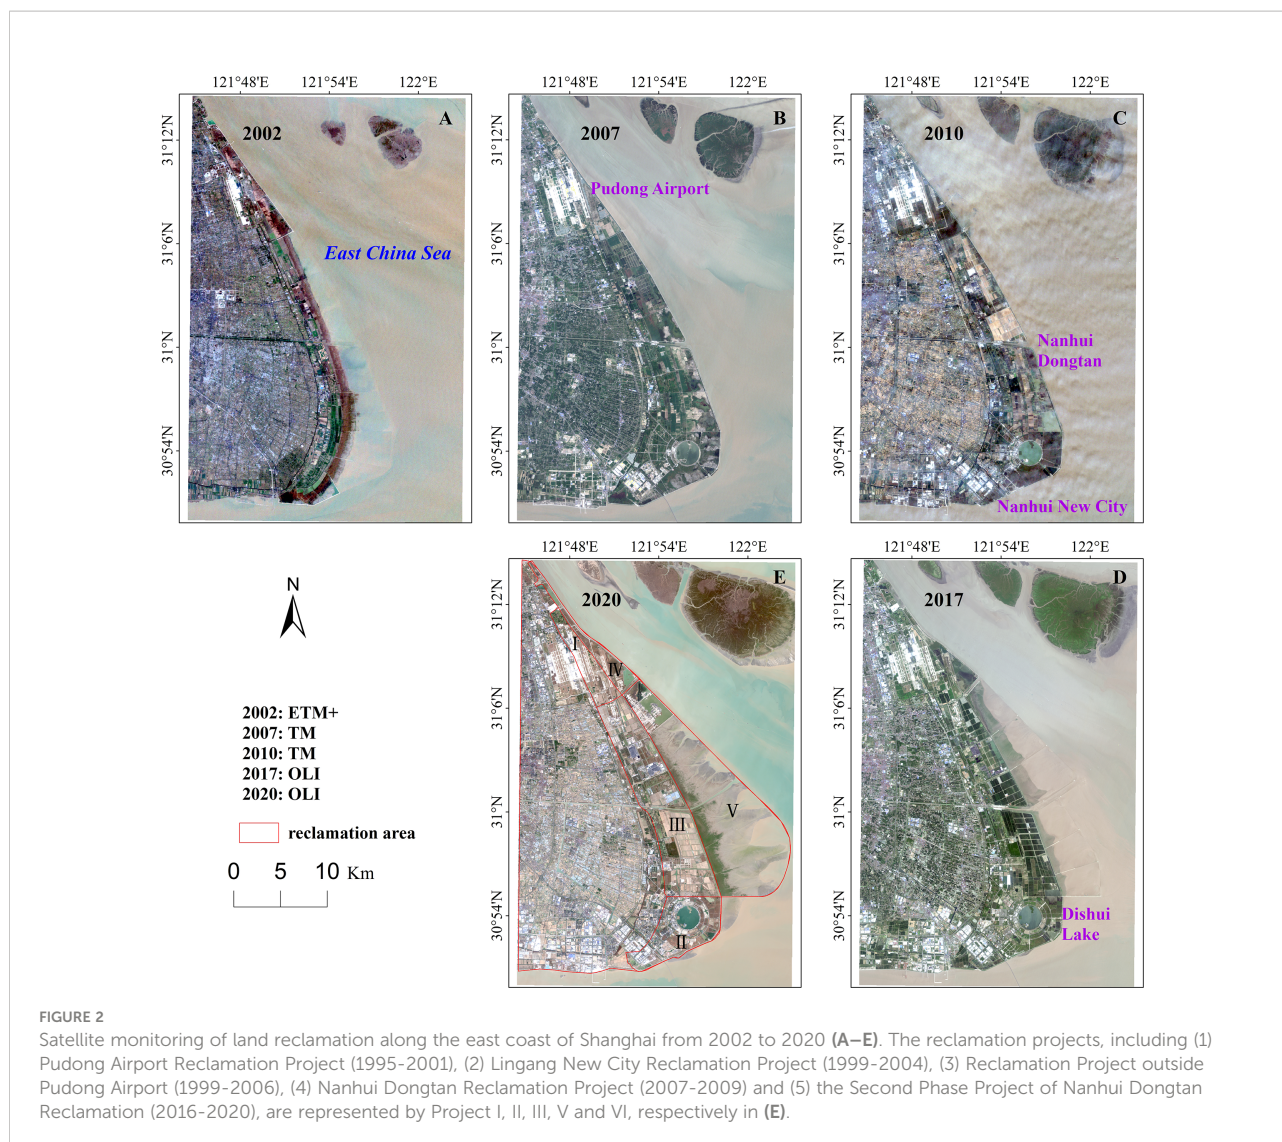 121°48'E 121°54'E 122°E
121°48'E 121°54'E 122°E
121°48'E 121°54'E 122°E
31°12'N
31°6'N
31°N
30°54'N
2002
A
East China Sea
31°12'N
31°6'N
31°N
30°54'N
2007
B
Pudong Airport
31°12'N
31°6'N
31°N
30°54'N
2010
C
Nanhui
Dongtan
Nanhui New City
N
2002: ETM+
2007: TM
2010: TM
2017: OLI
2020: OLI
reclamation area
0 5 10 Km
121°48'E 121°54'E 122°E
31°12'N
31°6'N
31°N
30°54'N
2020
E
I
IV
III
V
II
121°48'E 121°54'E 122°E
31°12'N
31°6'N
31°N
30°54'N
2017
D
Dishui
Lake
FIGURE 2
Satellite monitoring of land reclamation along the east coast of Shanghai from 2002 to 2020 (A–E). The reclamation projects, including (1)
Pudong Airport Reclamation Project (1995-2001), (2) Lingang New City Reclamation Project (1999-2004), (3) Reclamation Project outside
Pudong Airport (1999-2006), (4) Nanhui Dongtan Reclamation Project (2007-2009) and (5) the Second Phase Project of Nanhui Dongtan
Reclamation (2016-2020), are represented by Project I, II, III, V and VI, respectively in (E).